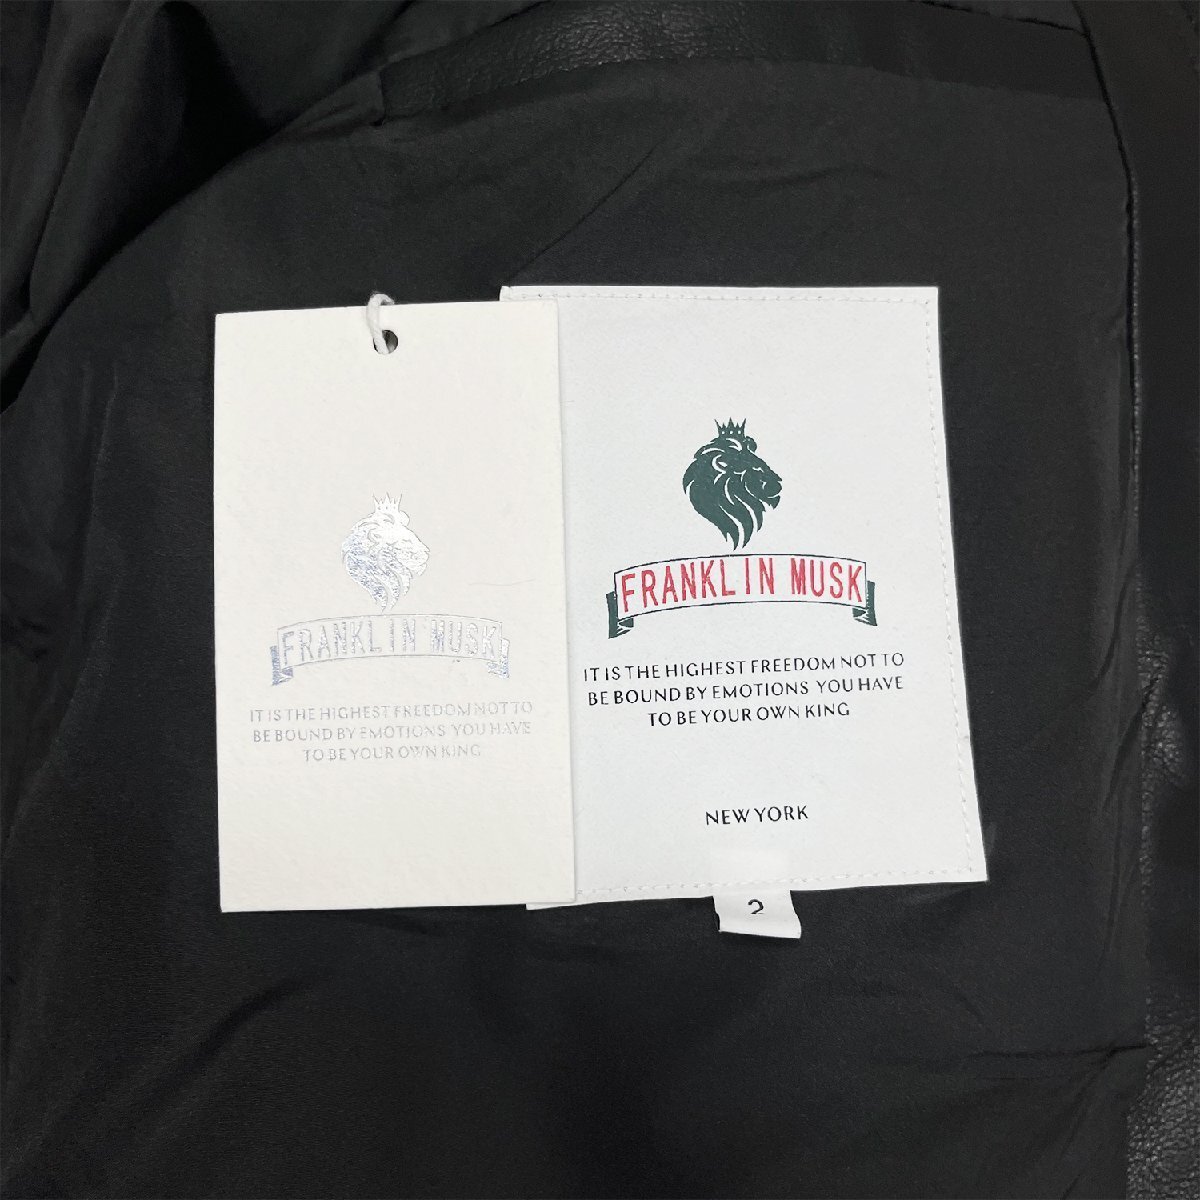 FRANKLIN MUSK
IT IS THE HIGHEST FREEDOM NOT TO
BE BOUND BY EMOTIONS YOU HAVE
TO BE YOUR OWN KING
FRANKLIN MUSK
IT IS THE HIGHEST FREEDOM NOT TO
BE BOUND BY EMOTIONS YOU HAVE
TO BE YOUR OWN KING
NEW YORK
2